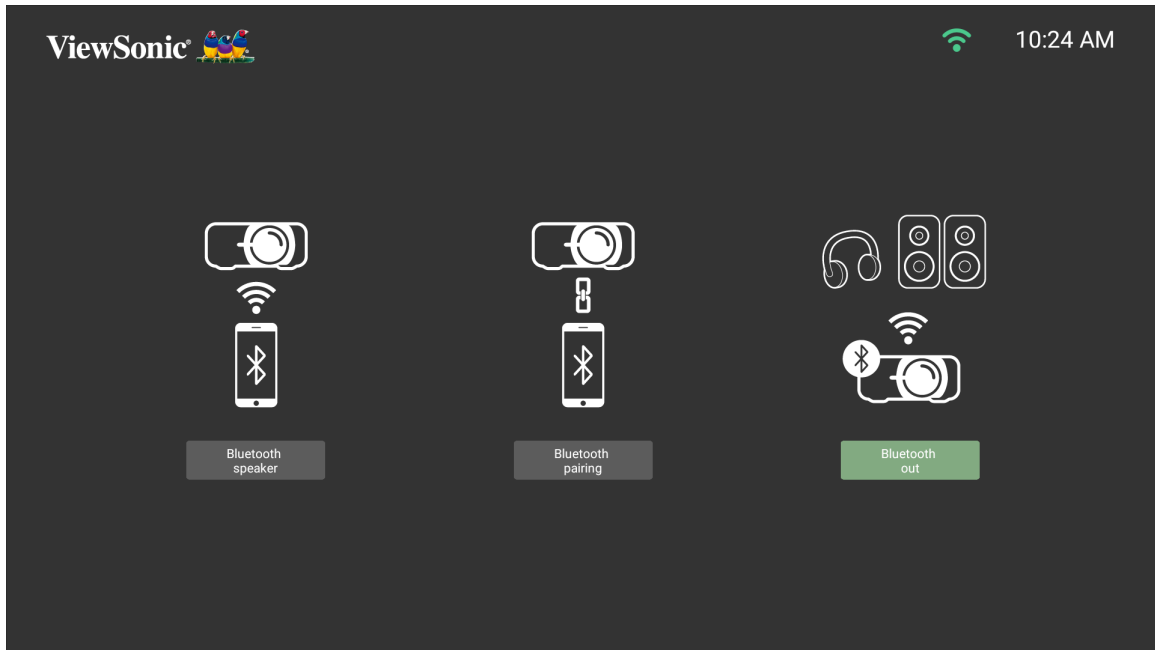 ViewSonic®
10:24 AM
Bluetooth
speaker
Bluetooth
pairing
Bluetooth
out